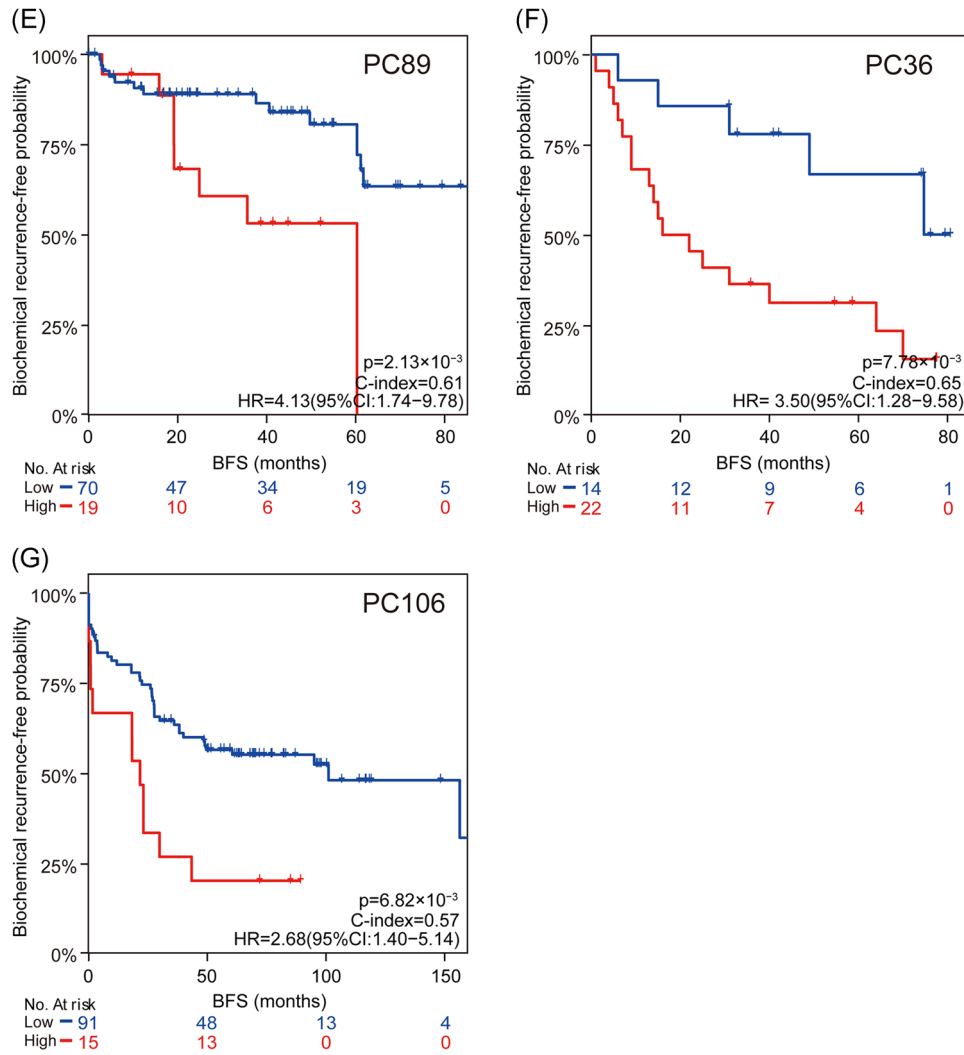 (E)
PC89
Biochemical recurrence-free probability
100%
75%
50%
25%
0%
p=2.13×10⁻³
C-index=0.61
HR=4.13(95%CI:1.74−9.78)
0 20 40 60 80
BFS (months)
No. At risk
Low 70 47 34 19 5
High 19 10 6 3 0
(F)
PC36
Biochemical recurrence-free probability
100%
75%
50%
25%
0%
p=7.78×10⁻³
C-index=0.65
HR= 3.50(95%CI:1.28−9.58)
0 20 40 60 80
BFS (months)
No. At risk
Low 14 12 9 6 1
High 22 11 7 4 0
(G)
PC106
Biochemical recurrence-free probability
100%
75%
50%
25%
0%
p=6.82×10⁻³
C-index=0.57
HR=2.68(95%CI:1.40−5.14)
0 50 100 150
BFS (months)
No. At risk
Low 91 48 13 4
High 15 13 0 0